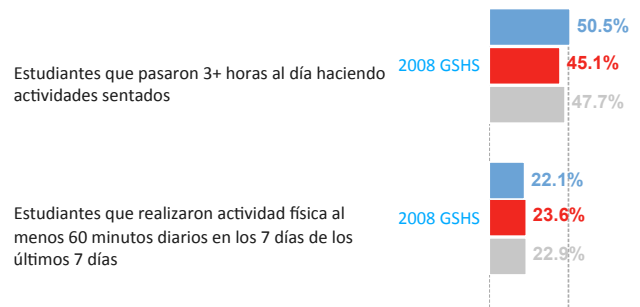 50.5%
2008 GSHS
45.1%
Estudiantes que pasaron 3+ horas al día haciendo
actividades sentados
47.7%
22.1%
Estudiantes que realizaron actividad física al
menos 60 minutos diarios en los 7 días de los
últimos 7 días
2008 GSHS
23.6%
22.9%